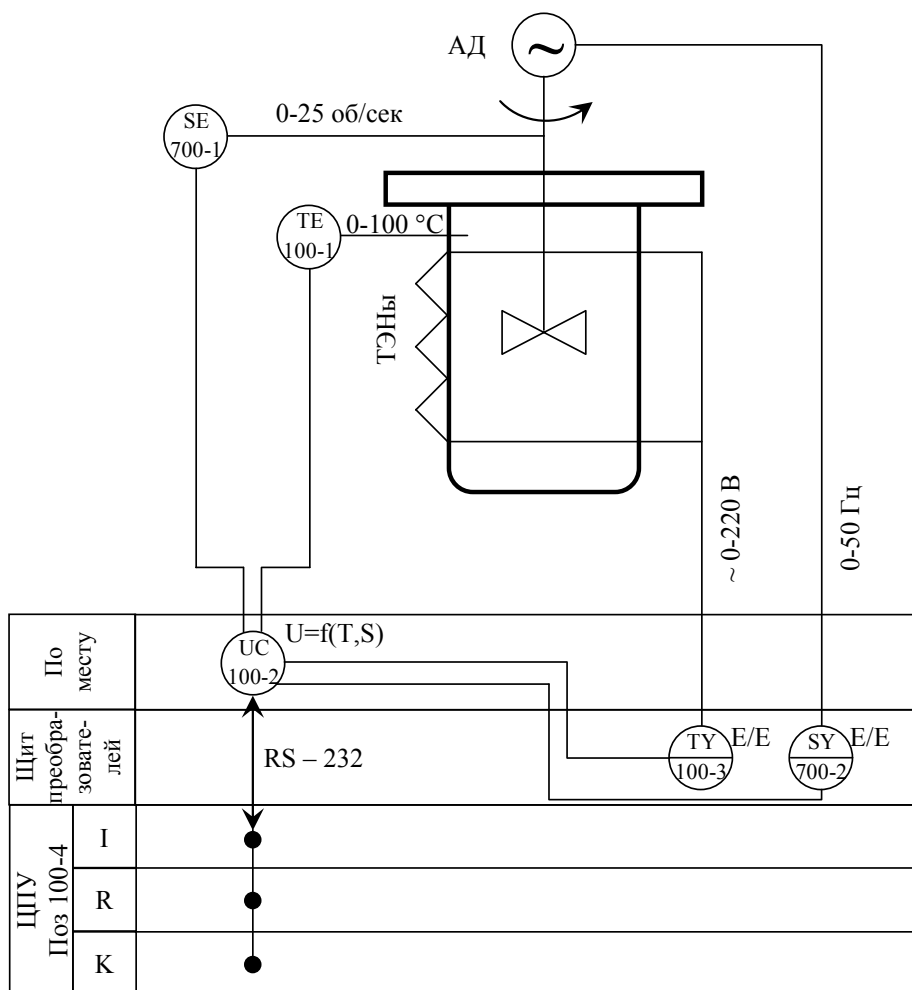 АД
~
0-25 об/сек
SE
700-1
TE
100-1
0-100 °C
ТЭНы
~ 0-220 В
0-50 Гц
По
месту
UC
100-2
U=f(T,S)
Щит
преобра-
зовате-
лей
RS – 232
TY
100-3
E/E
SY
700-2
E/E
ЦПУ
Поз 100-4
I
R
K